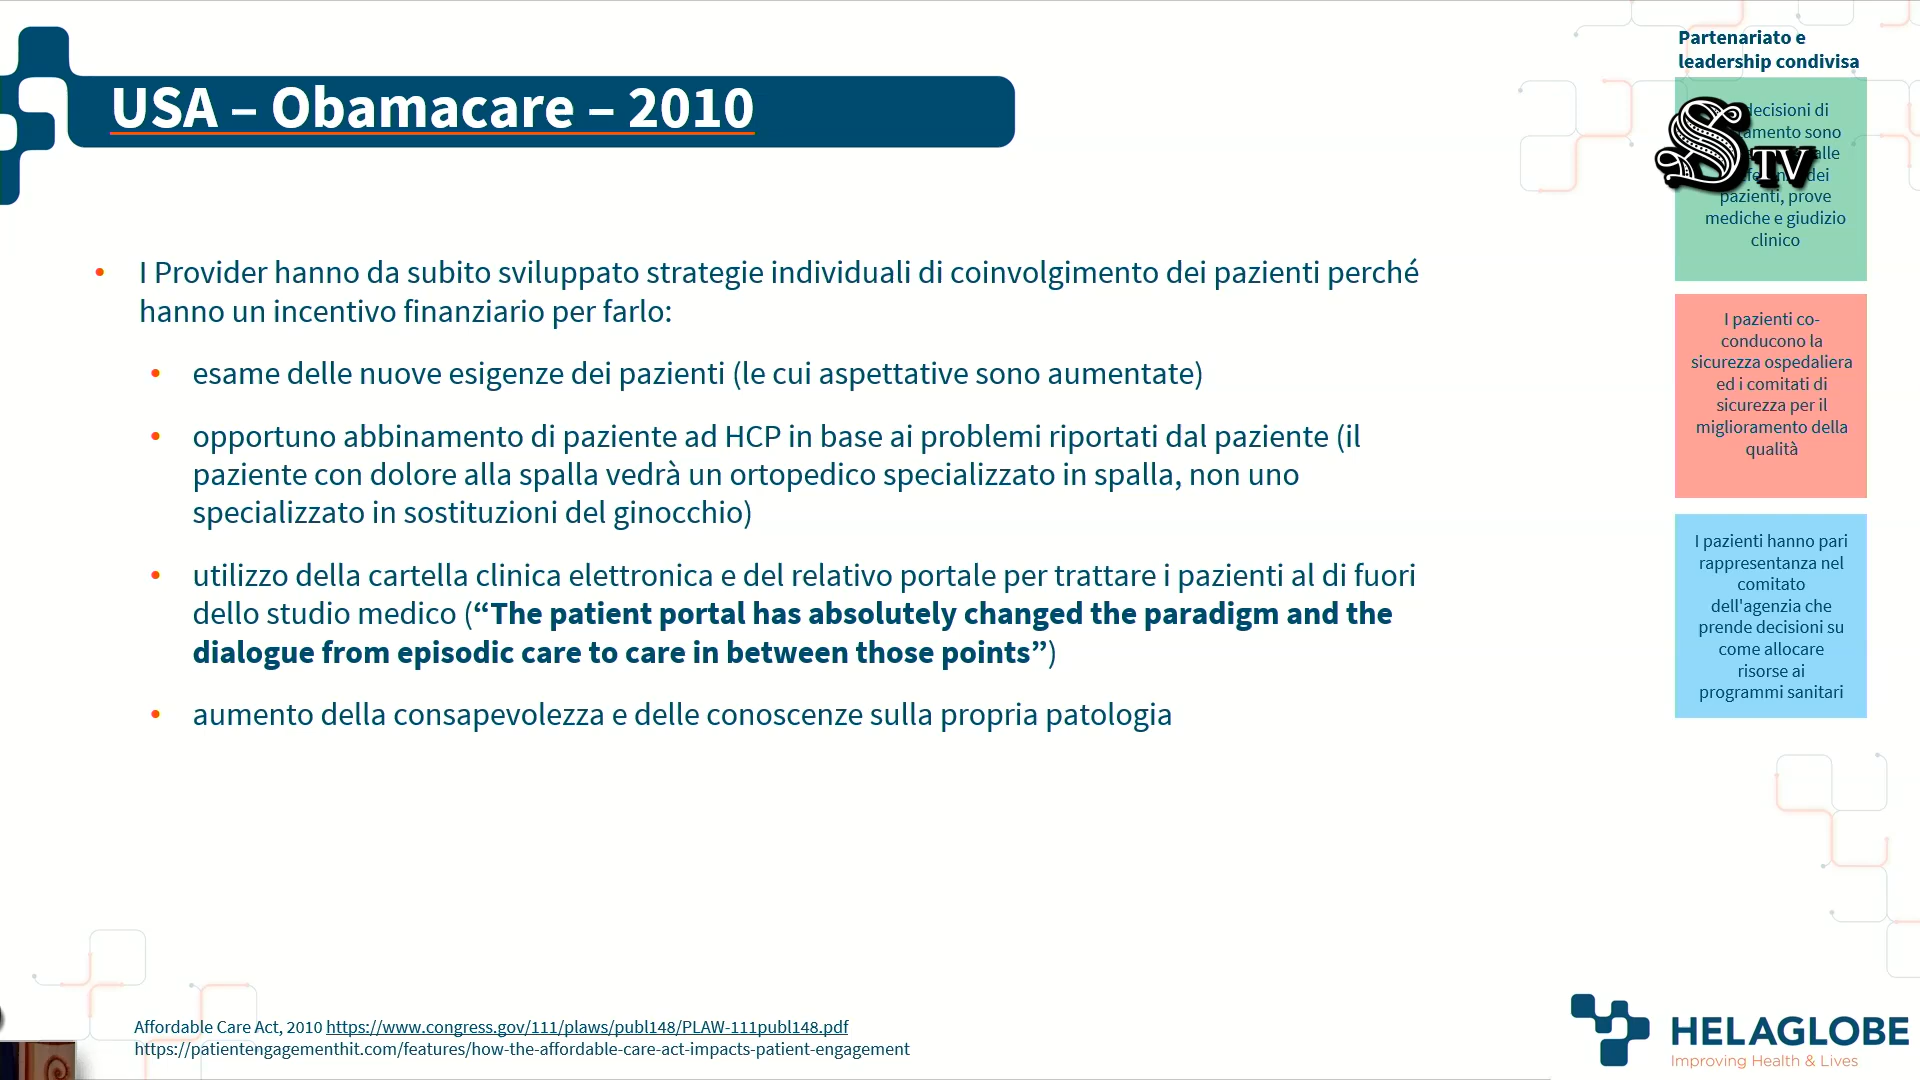 USA – Obamacare – 2010
I Provider hanno da subito sviluppato strategie individuali di coinvolgimento dei pazienti perché
hanno un incentivo finanziario per farlo:
esame delle nuove esigenze dei pazienti (le cui aspettative sono aumentate)
opportuno abbinamento di paziente ad HCP in base ai problemi riportati dal paziente (il
paziente con dolore alla spalla vedrà un ortopedico specializzato in spalla, non uno
specializzato in sostituzioni del ginocchio)
utilizzo della cartella clinica elettronica e del relativo portale per trattare i pazienti al di fuori
dello studio medico (“The patient portal has absolutely changed the paradigm and the
dialogue from episodic care to care in between those points”)
aumento della consapevolezza e delle conoscenze sulla propria patologia
Partenariato e
leadership condivisa
decisioni di
sono
dei
pazienti, prove
mediche e giudizio
clinico
S TV
I pazienti co-
conducono la
sicurezza ospedaliera
ed i comitati di
sicurezza per il
miglioramento della
qualità
I pazienti hanno pari
rappresentanza nel
comitato
dell'agenzia che
prende decisioni su
come allocare
risorse ai
programmi sanitari
Affordable Care Act, 2010 https://www.congress.gov/111/plaws/publ148/PLAW-111publ148.pdf
https://patientengagementhit.com/features/how-the-affordable-care-act-impacts-patient-engagement
HELAGLOBE
Improving Health & Lives